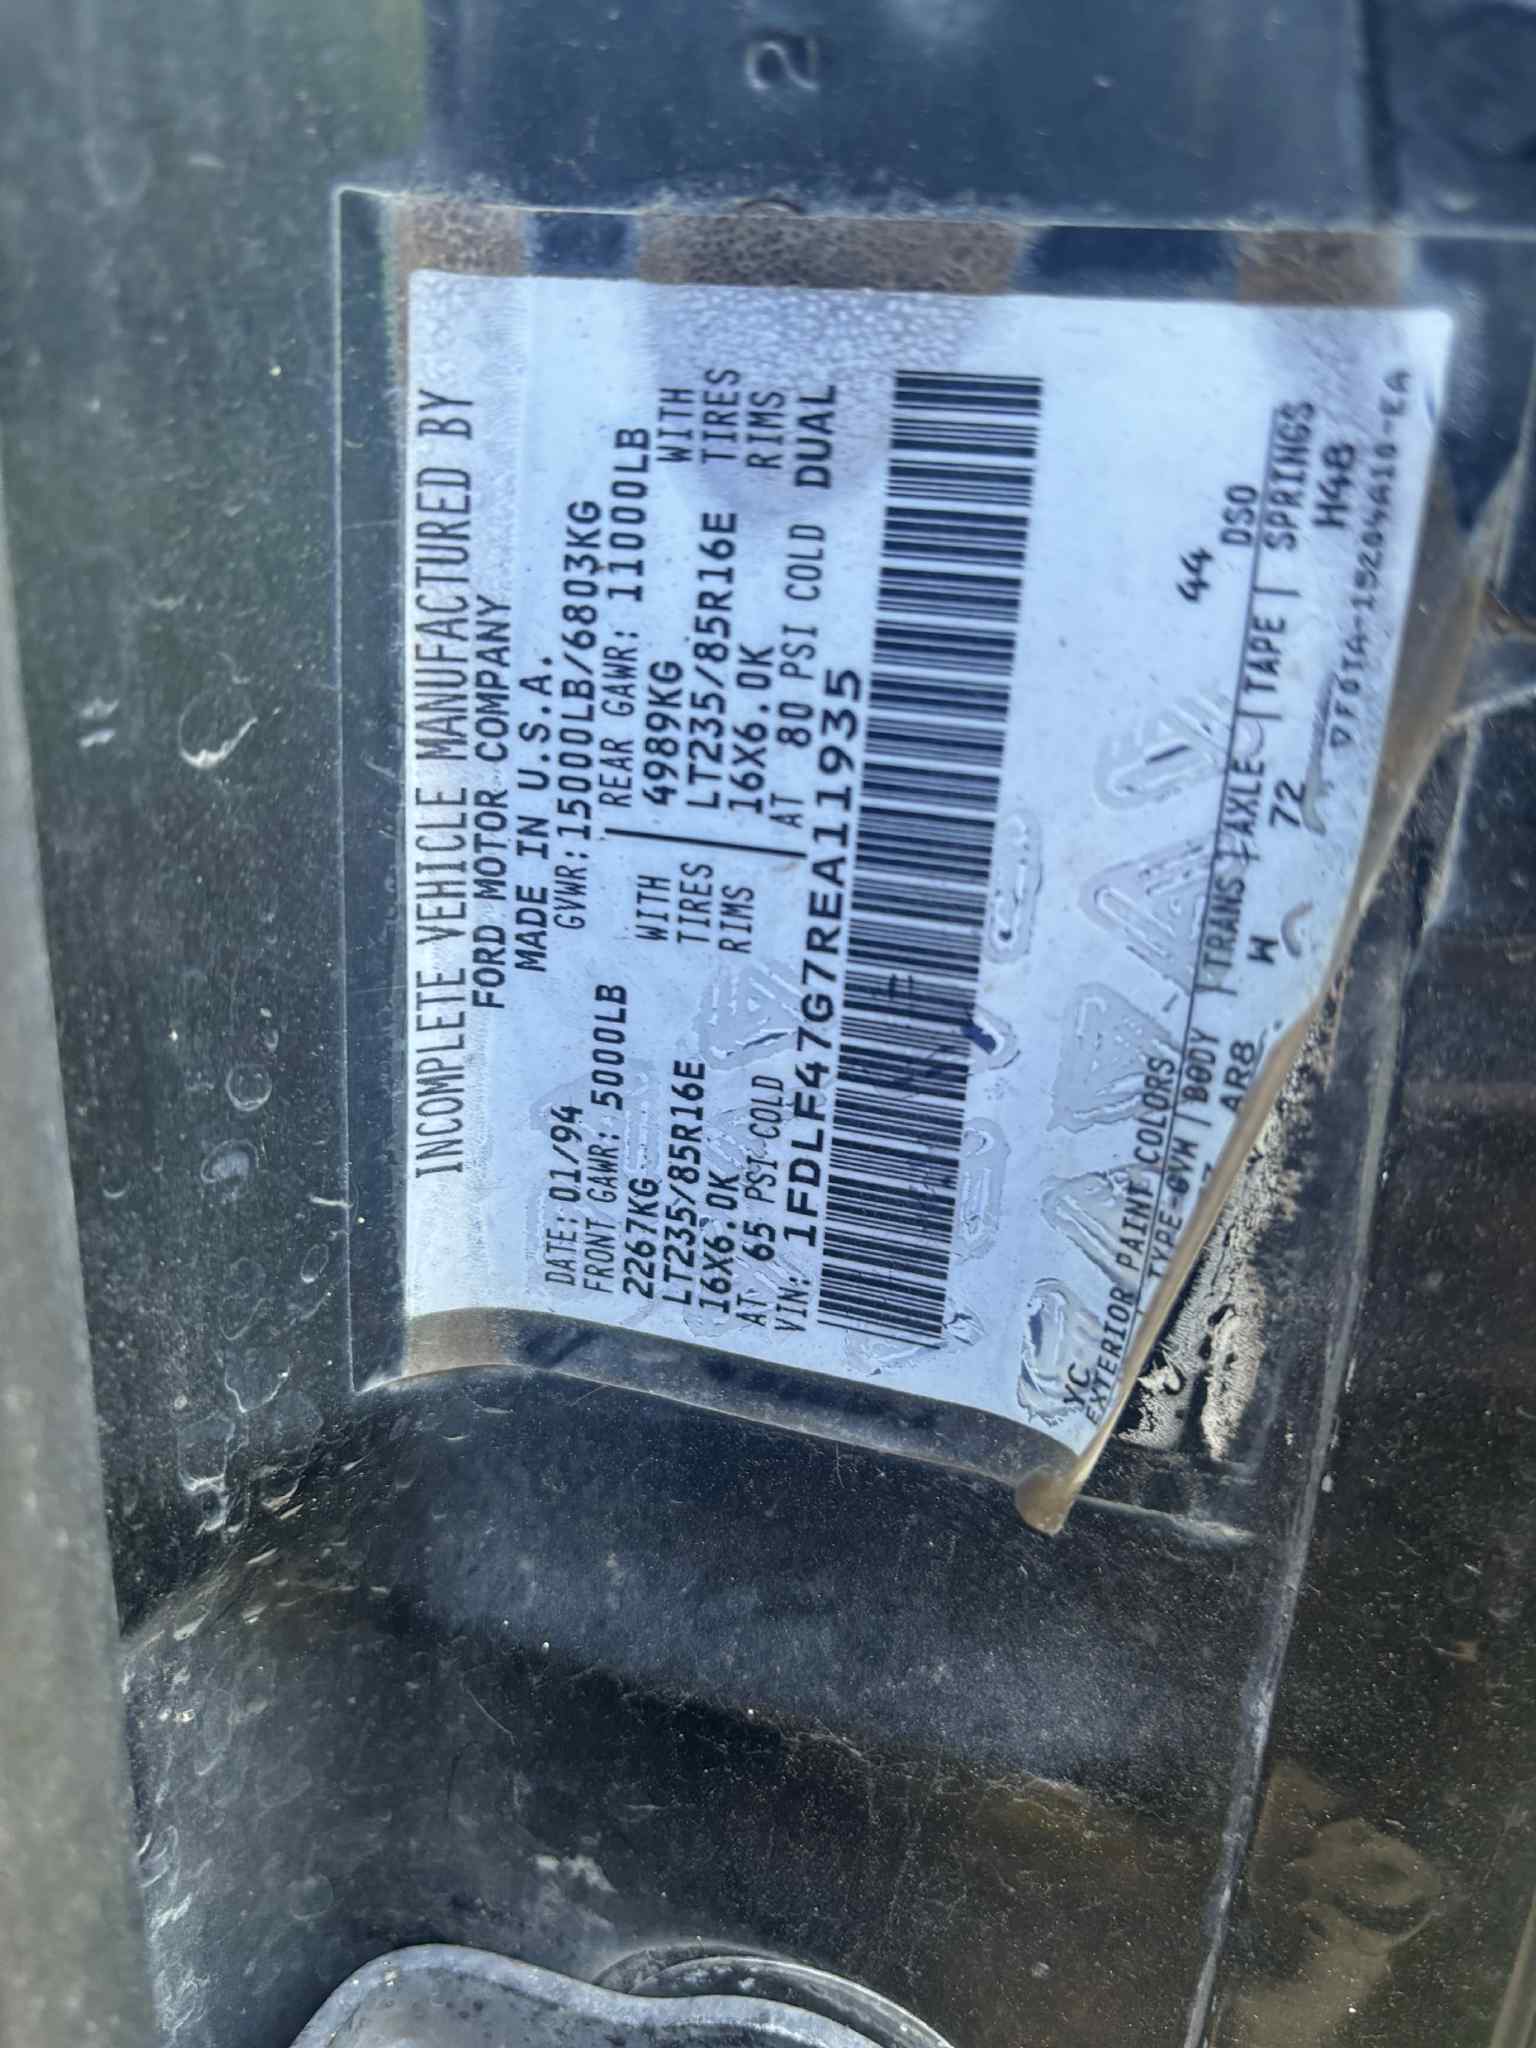 2
INCOMPLETE VEHICLE MANUFACTURED BY
FORD MOTOR COMPANY
MADE IN U.S.A.
DATE: 01/94 GVWR: 15000LB/6803KG
FRONT GAWR: 5000LB REAR GAWR: 11000LB
2267KG WITH 4989KG WITH
LT235/85R16E TIRES LT235/85R16E TIRES
16X6.0K RIMS 16X6.0K RIMS
AT 65 PSI COLD AT 80 PSI COLD DUAL
VIN: 1FDLF47G7REA11935
YC 44
EXTERIOR PAINT COLORS DSO
TYPE-GVW | BODY | TRANS | AXLE | TAPE | SPRINGS
AR8 W 72 H48